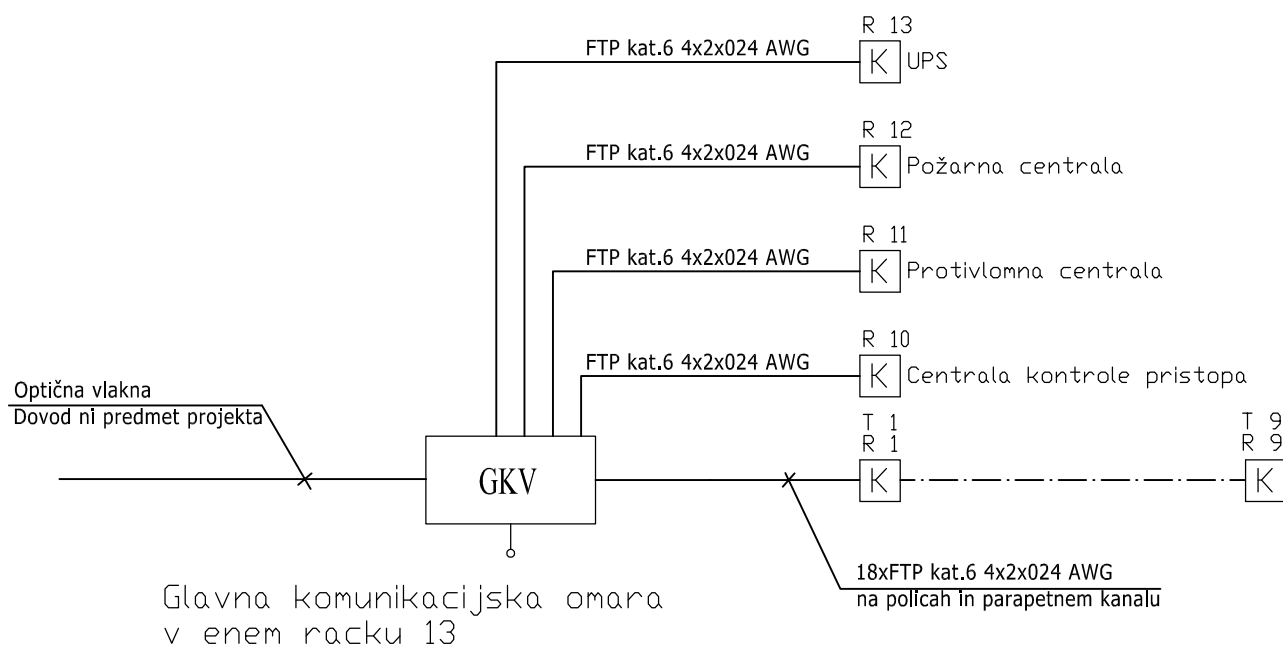 R 13
FTP kat.6 4x2x024 AWG
K UPS
R 12
FTP kat.6 4x2x024 AWG
K Požarna centrala
R 11
FTP kat.6 4x2x024 AWG
K Protivlomna centrala
R 10
FTP kat.6 4x2x024 AWG
K Centrala kontrole pristopa
Optična vlakna
Dovod ni predmet projekta
GKV
T 1
R 1
K
T 9
R 9
K
18xFTP kat.6 4x2x024 AWG
na policah in parapetnem kanalu
Glavna komunikacijska omara
v enem racku 13